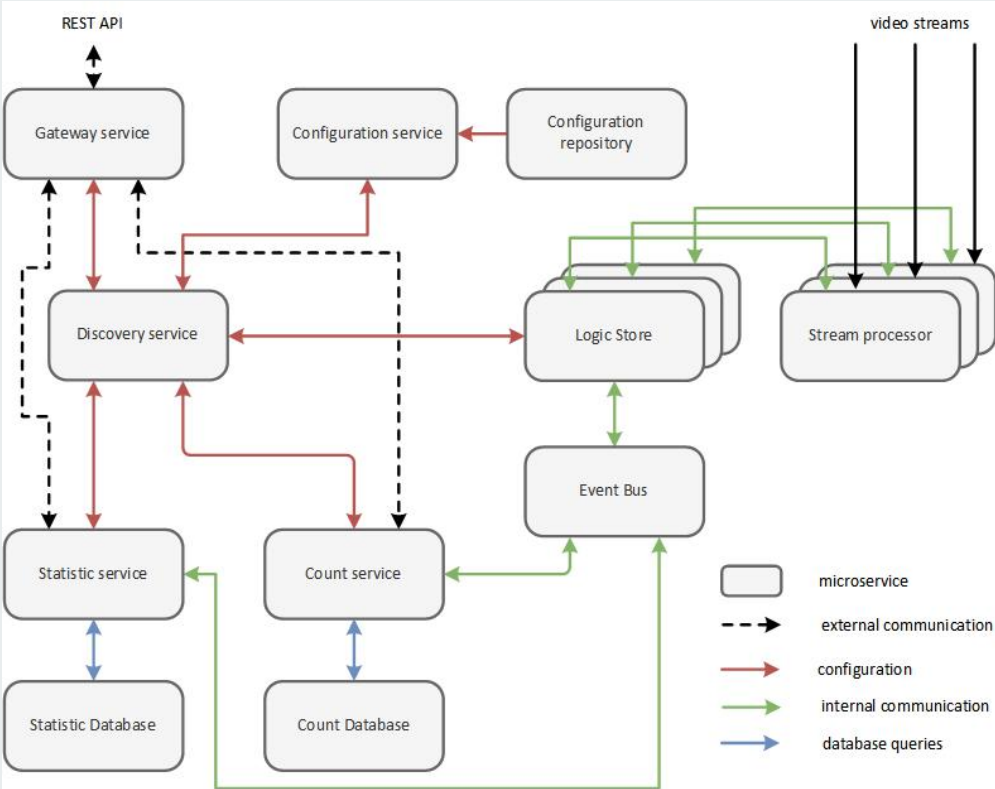 REST API
video streams
Gateway service
Configuration service
Configuration
repository
Discovery service
Logic Store
Stream processor
Event Bus
Statistic service
Count service
microservice
external communication
configuration
internal communication
database queries
Statistic Database
Count Database